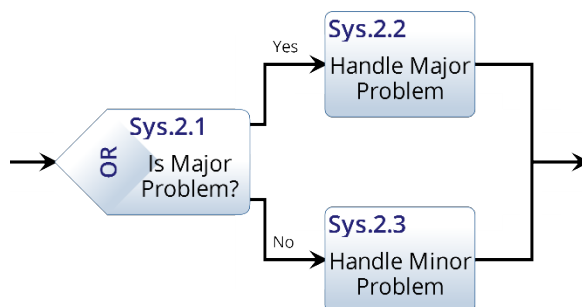 Sys.2.2
Yes
Handle Major
Problem
Sys.2.1
OR
Is Major
Problem?
No
Sys.2.3
Handle Minor
Problem